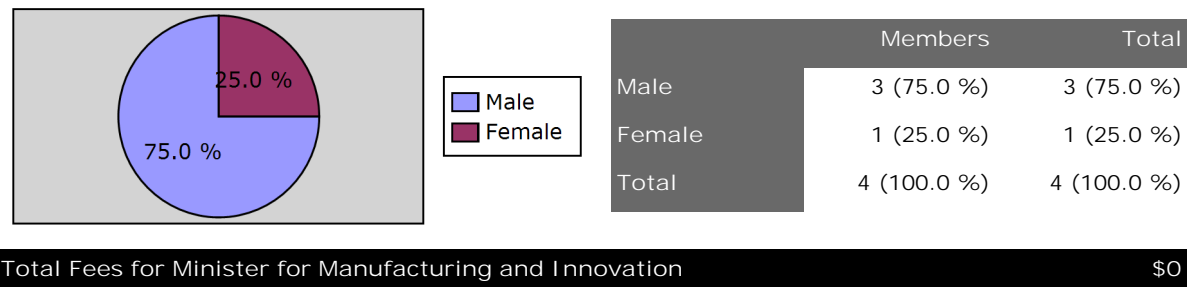 25.0 %
75.0 %
Male
Female
Members Total
Male 3 (75.0 %) 3 (75.0 %)
Female 1 (25.0 %) 1 (25.0 %)
Total 4 (100.0 %) 4 (100.0 %)
Total Fees for Minister for Manufacturing and Innovation $0